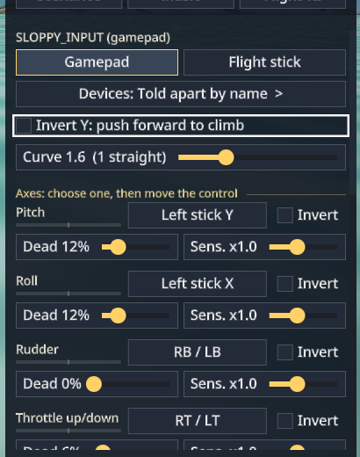 SLOPPY_INPUT (gamepad)
Gamepad
Flight stick
Devices: Told apart by name >
Invert Y: push forward to climb
Curve 1.6 (1 straight)
Axes: choose one, then move the control
Pitch
Left stick Y
Invert
Dead 12%
Sens. x1.0
Roll
Left stick X
Invert
Dead 12%
Sens. x1.0
Rudder
RB / LB
Invert
Dead 0%
Sens. x1.0
Throttle up/down
RT / LT
Invert